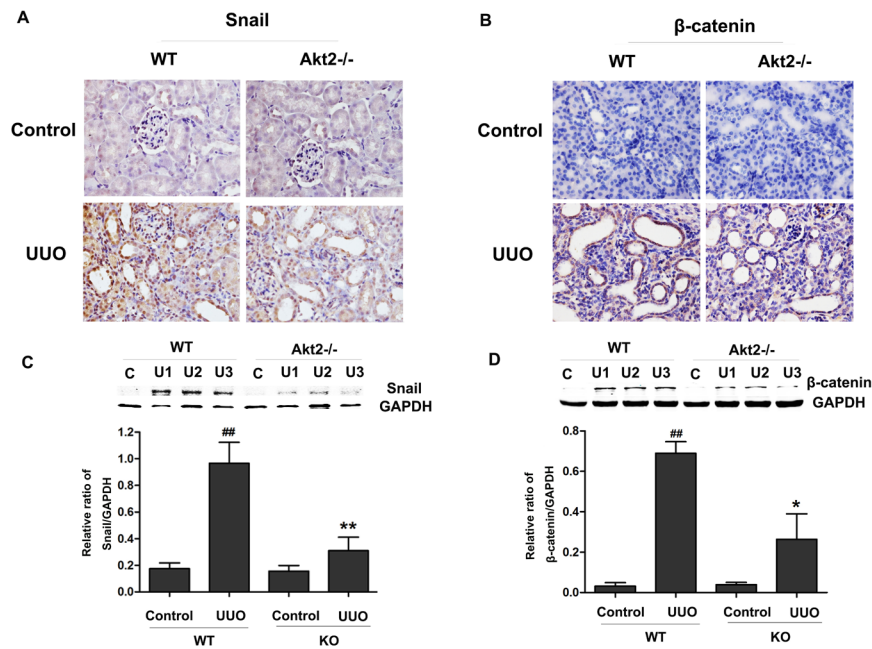 A
Snail
WT Akt2-/-
Control
UUO
B
β-catenin
WT Akt2-/-
Control
UUO
C
WT Akt2-/-
C U1 U2 U3 C U1 U2 U3
Snail
GAPDH
Relative ratio of
Snail/GAPDH
1.2
1.0
0.8
0.6
0.4
0.2
0.0
##
**
Control UUO Control UUO
WT KO
D
WT Akt2-/-
C U1 U2 U3 C U1 U2 U3
β-catenin
GAPDH
Relative ratio of
β-catenin/GAPDH
0.8
0.6
0.4
0.2
0.0
##
*
Control UUO Control UUO
WT KO